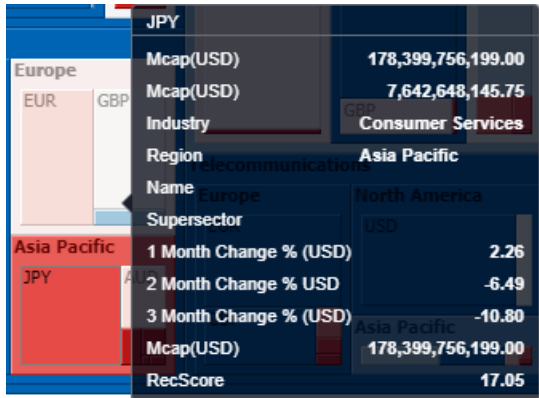 JPY
Mcap(USD) 178,399,756,199.00
Mcap(USD) 7,642,648,145.75
Industry Consumer Services
Region Asia Pacific
Name
Supersector
1 Month Change % (USD) 2.26
2 Month Change % USD -6.49
3 Month Change % (USD) -10.80
Mcap(USD) 178,399,756,199.00
RecScore 17.05
Europe
EUR GBP
Asia Pacific
JPY AUD
GBP
Telecommunications
Europe North America
EUR USD
Asia Pacific